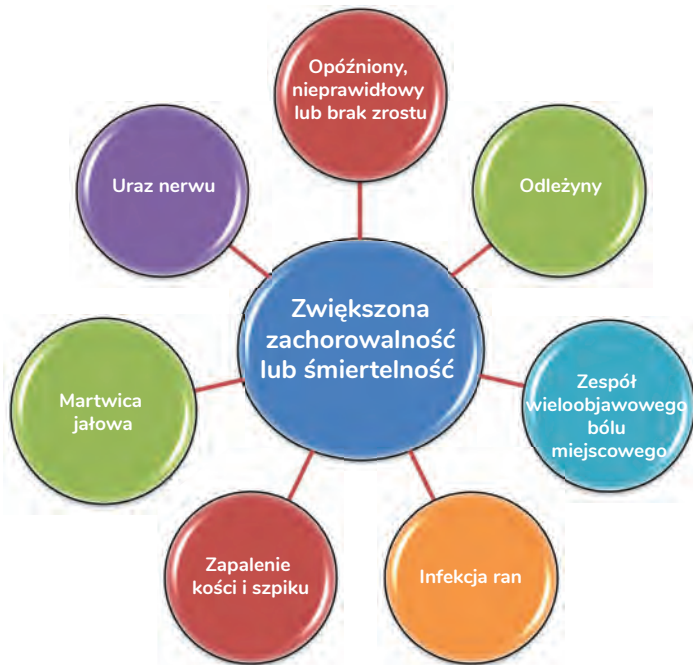 Opóźniony,
nieprawidłowy
lub brak zrostu
Uraz nerwu
Odleżyny
Zwiększona
zachorowalność
lub śmiertelność
Martwica
jałowa
Zespół
wieloobjawowego
bólu
miejscowego
Zapalenie
kości i szpiku
Infekcja ran